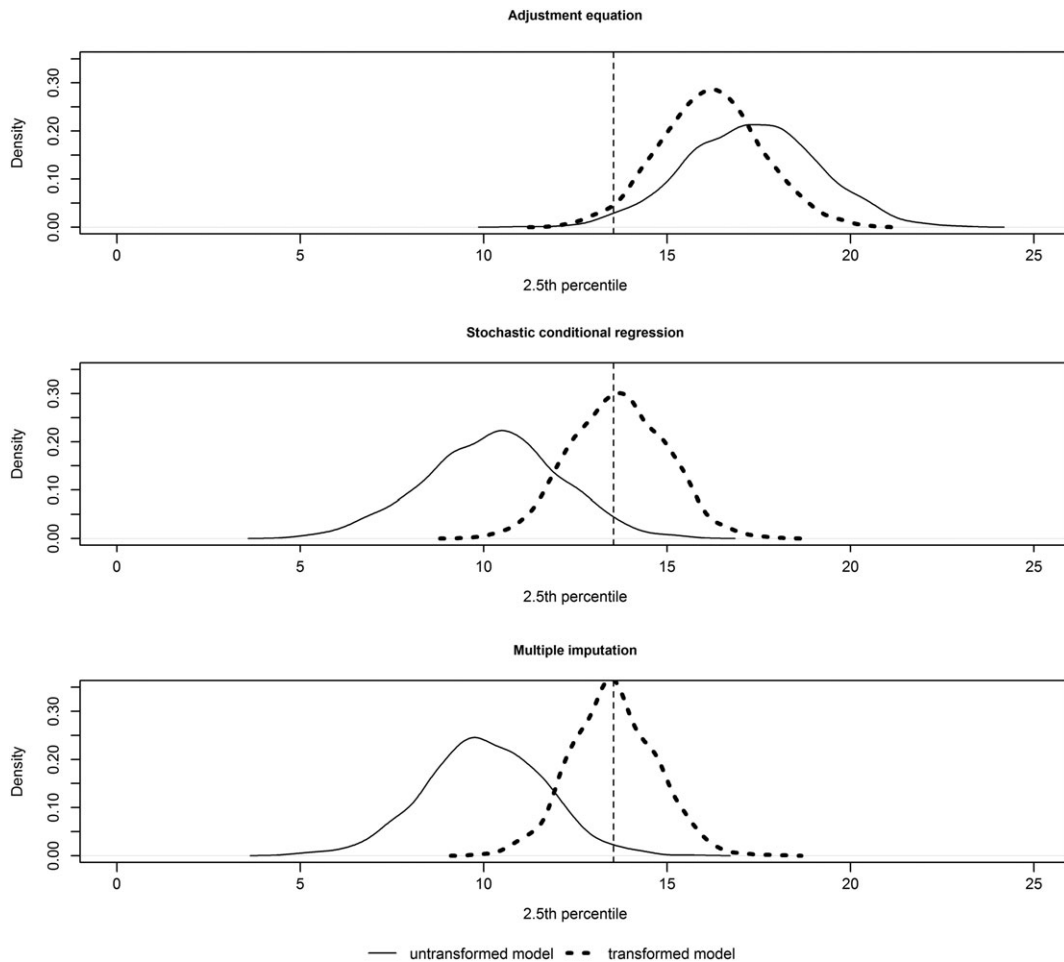 Adjustment equation
0.30
0.20
0.10
0.00
Density
0 5 10 15 20 25
2.5th percentile
Stochastic conditional regression
0.30
0.20
0.10
0.00
Density
0 5 10 15 20 25
2.5th percentile
Multiple imputation
0.30
0.20
0.10
0.00
Density
0 5 10 15 20 25
2.5th percentile
untransformed model transformed model